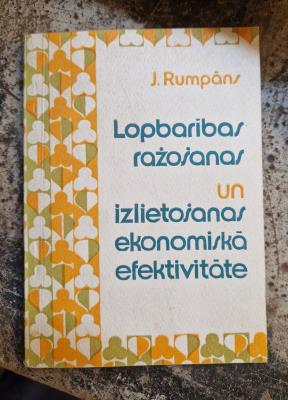 J. Rumpāns
Lopbarības
ražošanas
un
izlietošanas
ekonomiskā
efektivitāte